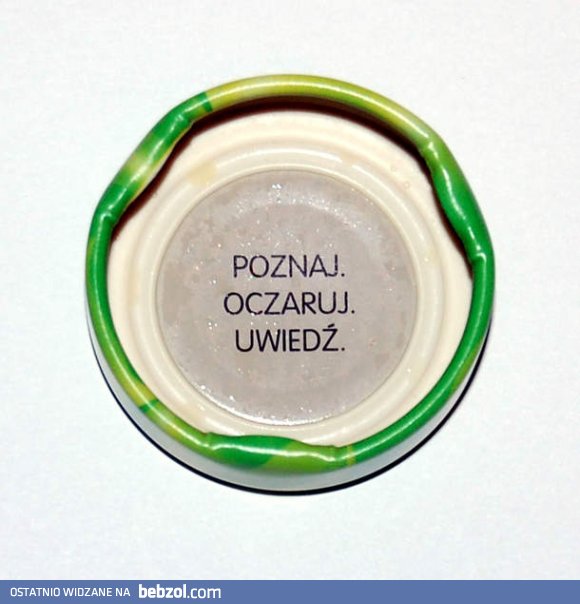 POZNAJ.
OCZARUJ.
UWIEDŹ.
OSTATNIO WIDZANE NA bebzol.com